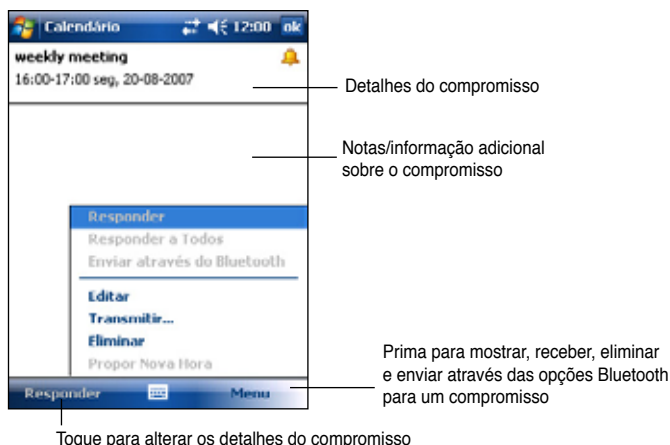 Calendário 12:00 ok
weekly meeting
16:00-17:00 seg, 20-08-2007
Detalhes do compromisso
Notas/informação adicional
sobre o compromisso
Responder
Responder a Todos
Enviar através do Bluetooth
Editar
Transmitir...
Eliminar
Propor Nova Hora
Prima para mostrar, receber, eliminar
e enviar através das opções Bluetooth
para um compromisso
Responder Menu
Toque para alterar os detalhes do compromisso